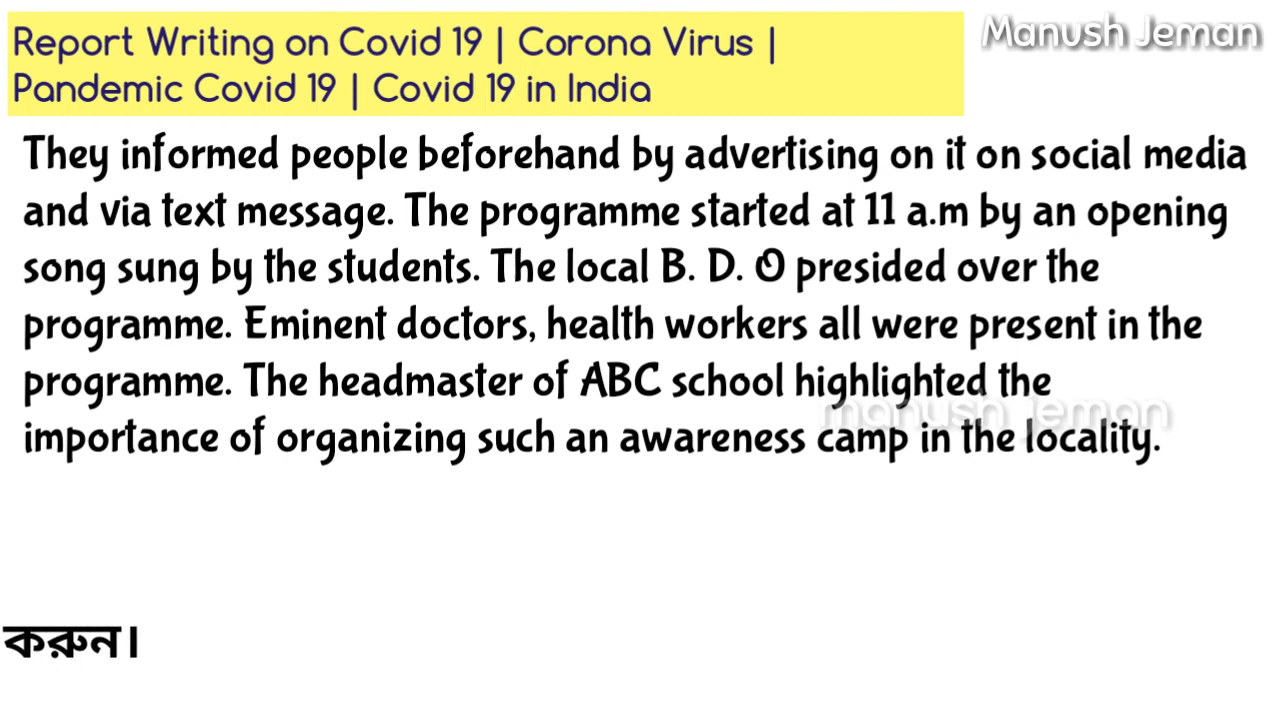 Report Writing on Covid 19 | Corona Virus |
Pandemic Covid 19 | Covid 19 in India
Manush Jeman
They informed people beforehand by advertising on it on social media
and via text message. The programme started at 11 a.m by an opening
song sung by the students. The local B. D. O presided over the
programme. Eminent doctors, health workers all were present in the
programme. The headmaster of ABC school highlighted the
manush Jeman
importance of organizing such an awareness camp in the locality.
করুন।